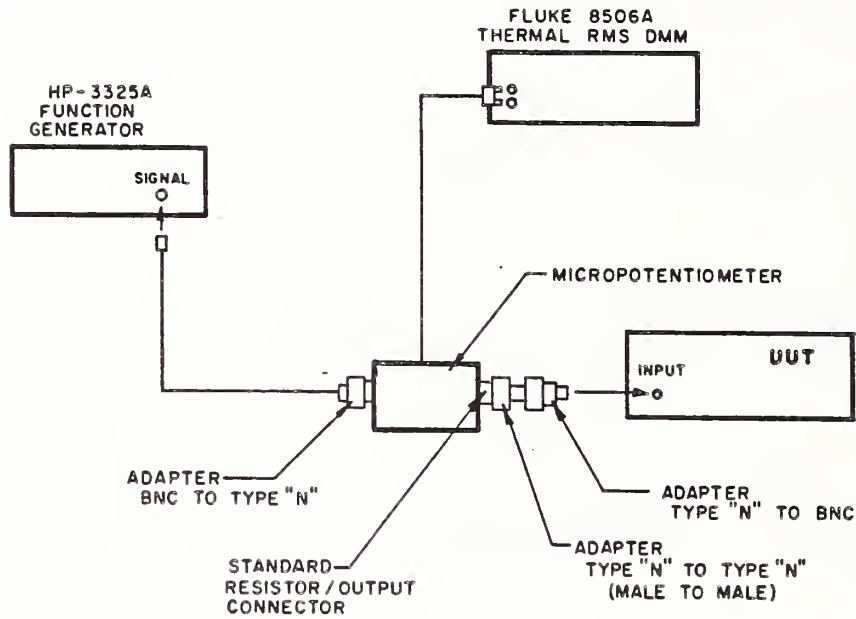 FLUKE 8506A
THERMAL RMS DMM
HP-3325A
FUNCTION
GENERATOR
SIGNAL
MICROPOTENTIOMETER
UUT
INPUT
ADAPTER
BNC TO TYPE "N"
ADAPTER
TYPE "N" TO BNC
STANDARD
RESISTOR/OUTPUT
CONNECTOR
ADAPTER
TYPE "N" TO TYPE "N"
(MALE TO MALE)